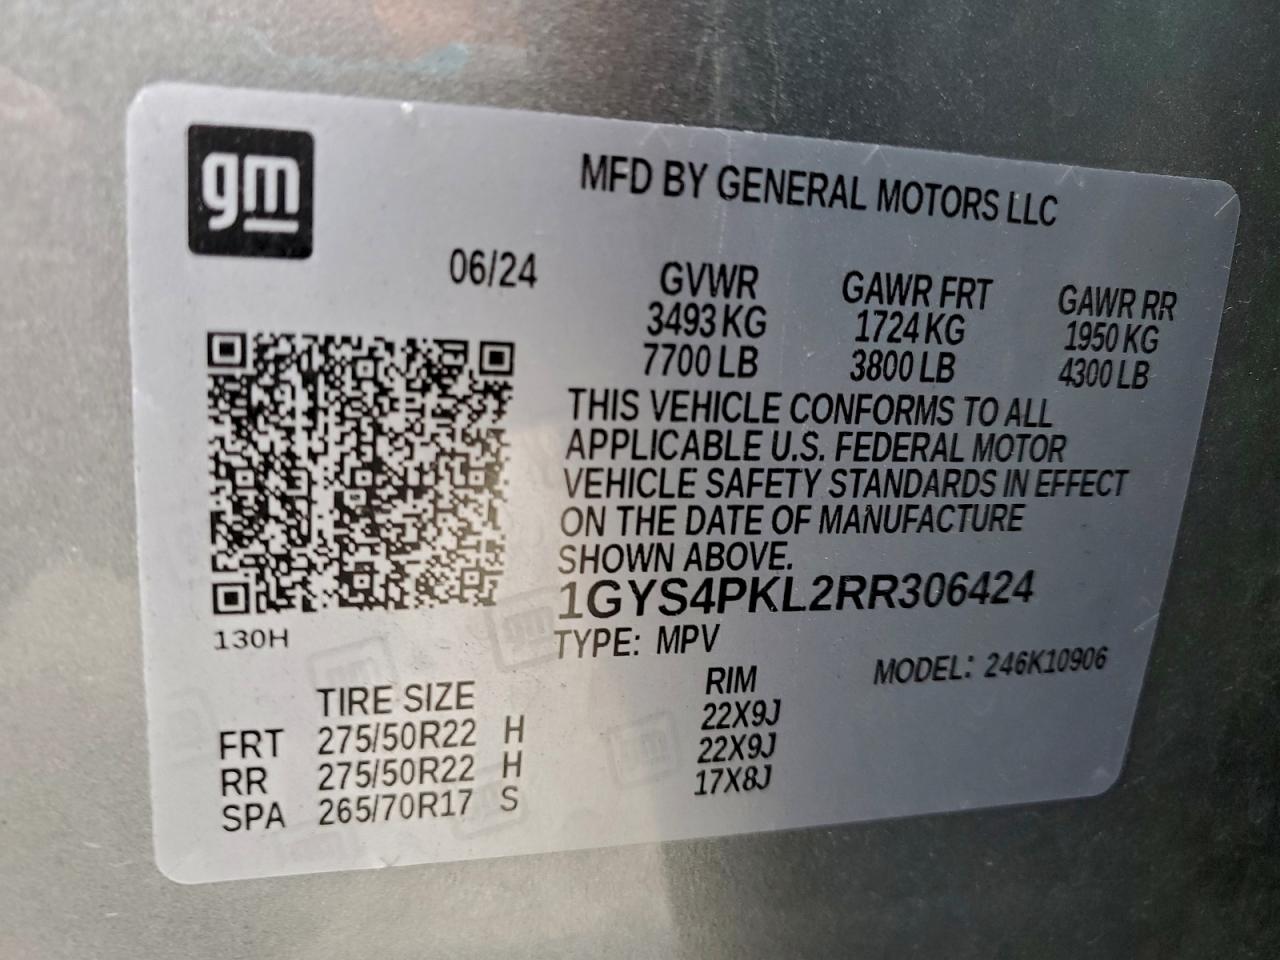 gm
MFD BY GENERAL MOTORS LLC
06/24
GVWR GAWR FRT GAWR RR
3493 KG 1724 KG 1950 KG
7700 LB 3800 LB 4300 LB
THIS VEHICLE CONFORMS TO ALL
APPLICABLE U.S. FEDERAL MOTOR
VEHICLE SAFETY STANDARDS IN EFFECT
ON THE DATE OF MANUFACTURE
SHOWN ABOVE.
1GYS4PKL2RR306424
130H
TYPE: MPV
MODEL: 246K10906
TIRE SIZE RIM
FRT 275/50R22 H 22X9J
RR 275/50R22 H 22X9J
SPA 265/70R17 S 17X8J